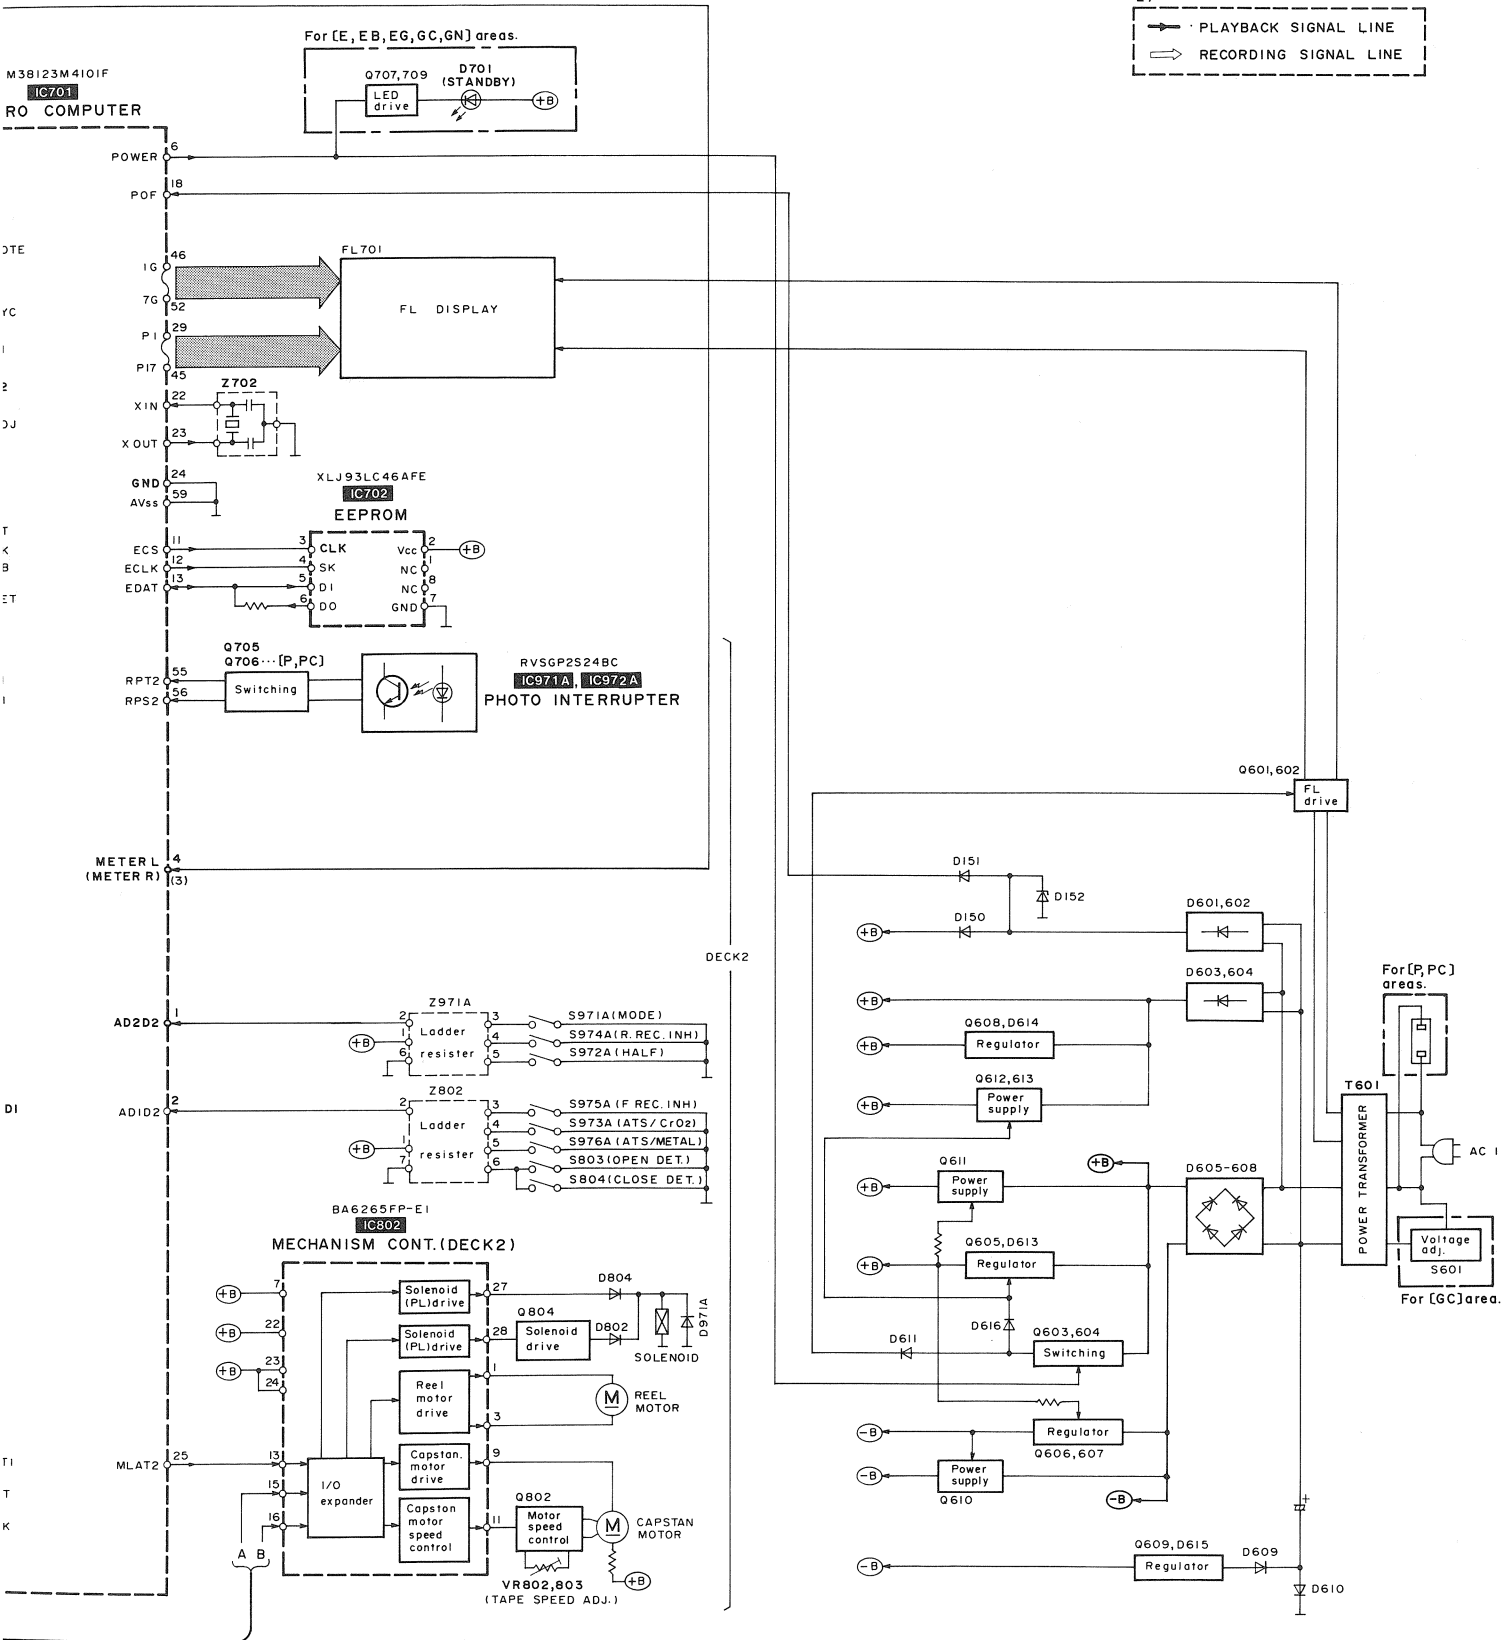 PLAYBACK SIGNAL LINE
RECORDING SIGNAL LINE
For [E, EB, EG, GC, GN] areas.
Q707,709
LED
drive
D701
(STANDBY)
+B
M38123M4101F
IC701
RO COMPUTER
POWER
6
POF
18
OTE
1G
46
7G
52
YC
P1
29
P17
45
FL701
FL DISPLAY
2
XIN
22
Z702
OJ
XOUT
23
GND
24
AVss
59
XLJ93LC46AFE
IC702
EEPROM
T
K
ECS
11
3
CLK
Vcc
2
+B
B
ECLK
12
4
SK
NC
1
EDAT
13
5
DI
NC
8
ET
6
DO
GND
7
Q705
Q706···[P,PC]
RPT2
55
RPS2
56
Switching
RVSGP2S24BC
IC971A, IC972A
PHOTO INTERRUPTER
Q601,602
FL
drive
METER L
4
(METER R)
(3)
D151
D152
D150
+B
D601,602
DECK2
D603,604
+B
For [P,PC]
areas.
Z971A
AD2D2
1
2
Ladder
resister
+B
1
6
3
S971A(MODE)
4
S974A(R.REC.INH)
5
S972A(HALF)
Q608,D614
+B
Regulator
Q612,613
+B
Power
supply
T601
POWER TRANSFORMER
AC I
D1
AD1D2
2
Z802
2
Ladder
resister
+B
1
7
3
S975A (F REC.INH)
4
S973A (ATS/CrO2)
5
S976A (ATS/METAL)
6
S803(OPEN DET.)
S804(CLOSE DET.)
Q611
+B
Power
supply
+B
D605-608
Voltage
adj.
S601
For [GC]area.
BA6265FP-E1
IC802
MECHANISM CONT.(DECK2)
Q605,D613
+B
Regulator
+B
7
+B
22
+B
23
24
Solenoid
(PL)drive
27
D804
Solenoid
(PL)drive
28
Q804
Solenoid
drive
D802
SOLENOID
D971A
D616
D611
Q603,604
Switching
Reel
motor
drive
1
3
M
REEL
MOTOR
-B
Regulator
Q606,607
MLAT2
25
13
T1
15
T
16
K
I/O
expander
Capstan.
motor
drive
9
Capston
motor
speed
control
11
Q802
Motor
speed
control
M
CAPSTAN
MOTOR
+B
VR802,803
(TAPE SPEED ADJ.)
A B
-B
Power
supply
Q610
-B
+
Q609,D615
-B
Regulator
D609
D610